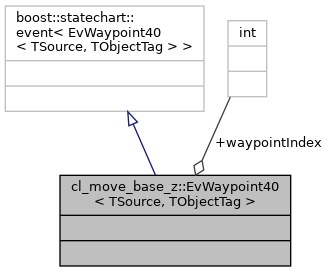 boost::statechart::
event< EvWaypoint40
< TSource, TObjectTag > >
int
+waypointIndex
cl_move_base_z::EvWaypoint40
< TSource, TObjectTag >